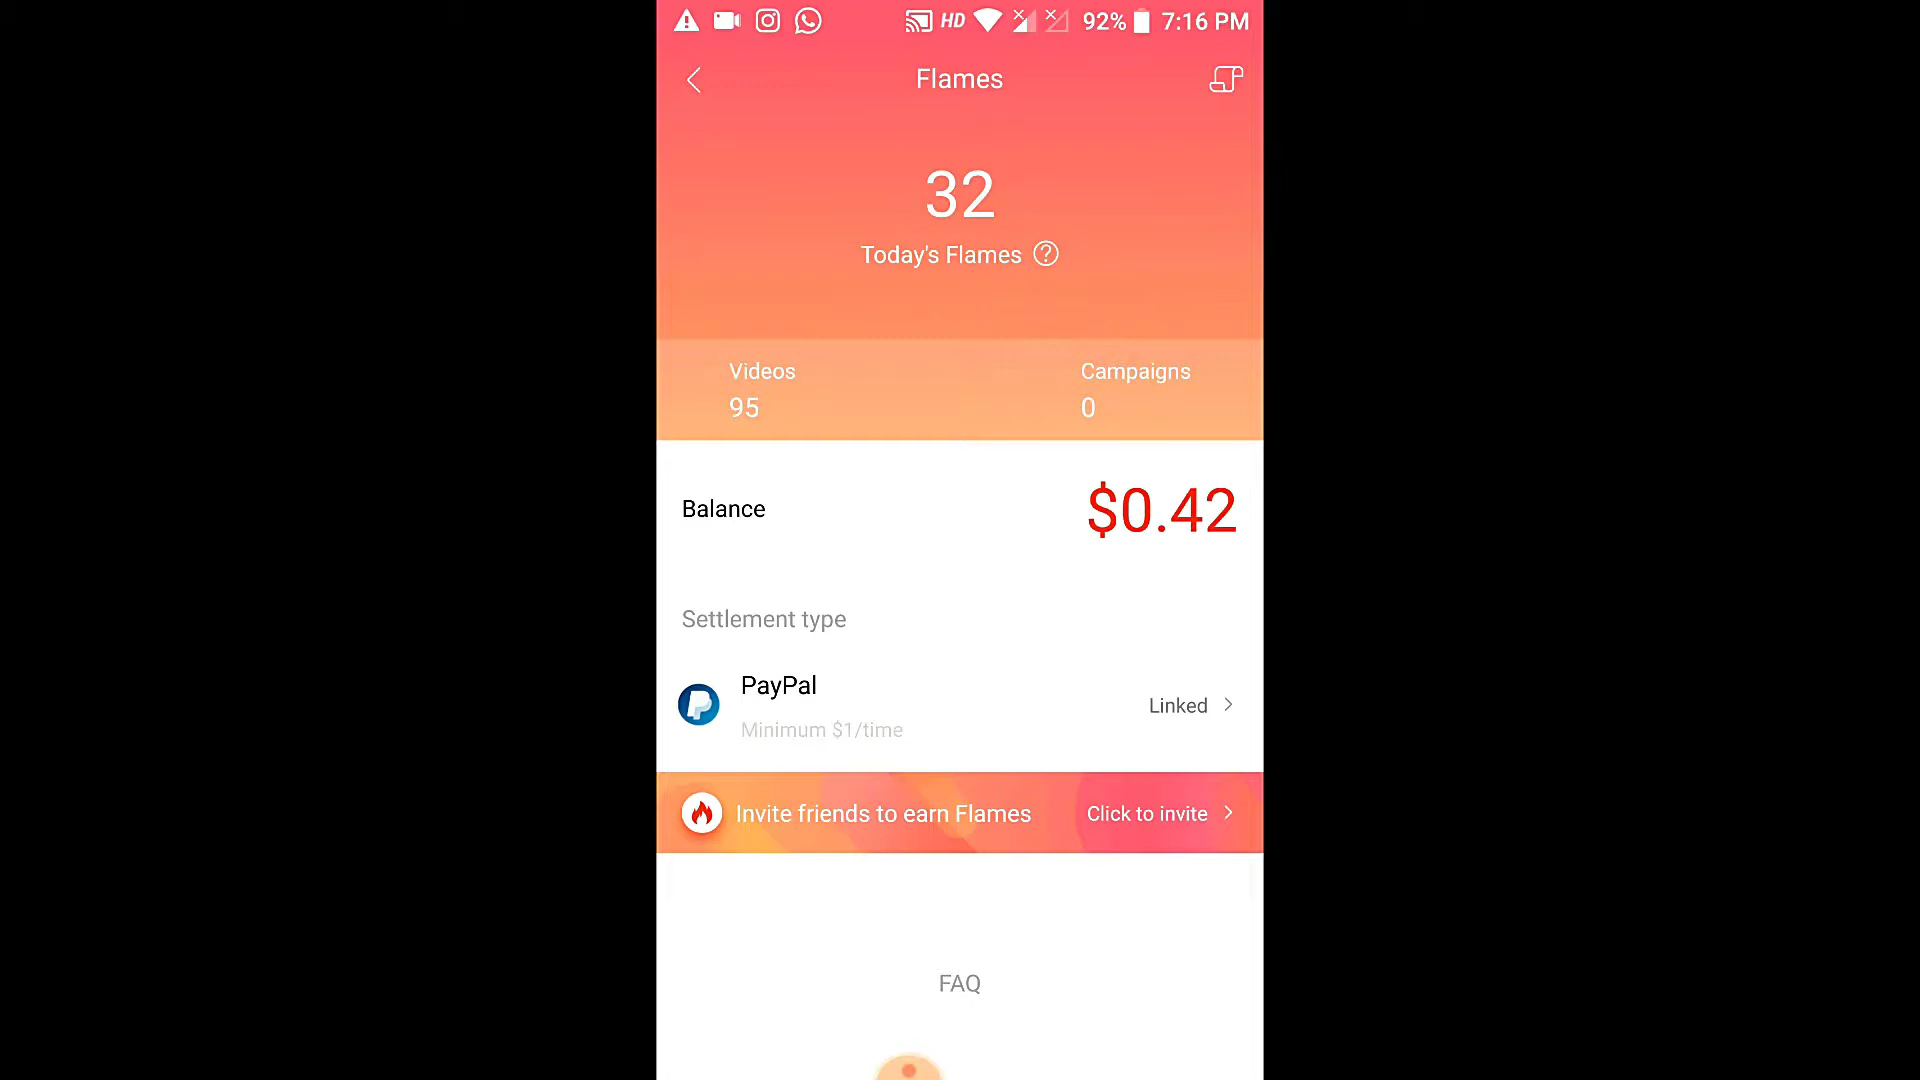 HD 92% 7:16 PM
Flames
32
Today's Flames ?
Videos Campaigns
95 0
Balance $0.42
Settlement type
PayPal
Linked
Minimum $1/time
Invite friends to earn Flames Click to invite
FAQ